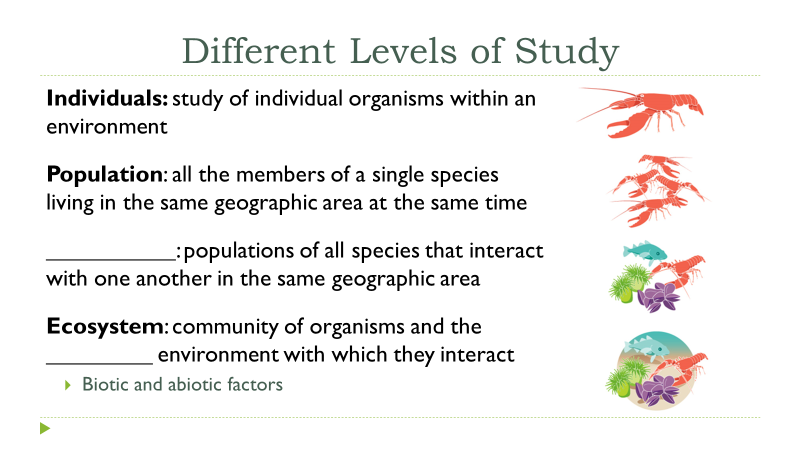 Different Levels of Study
Individuals: study of individual organisms within an
environment
Population: all the members of a single species
living in the same geographic area at the same time
___________: populations of all species that interact
with one another in the same geographic area
Ecosystem: community of organisms and the
_________ environment with which they interact
Biotic and abiotic factors